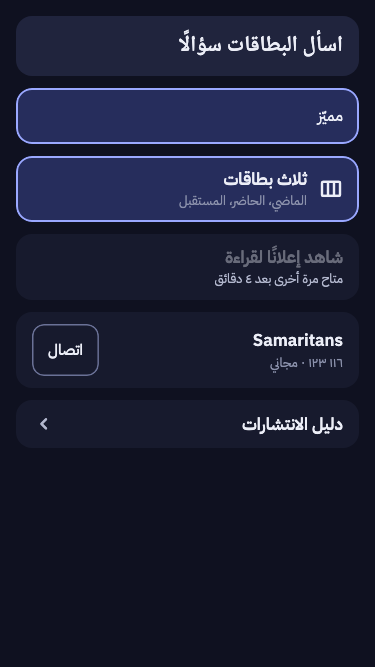 اسأل البطاقات سؤالًا
مميّز
ثلاث بطاقات
الماضي، الحاضر، المستقبل
شاهد إعلانًا لقراءة
متاح مرة أخرى بعد ٤ دقائق
Samaritans
١١٦ ١٢٣ · مجاني
اتصال
دليل الانتشارات